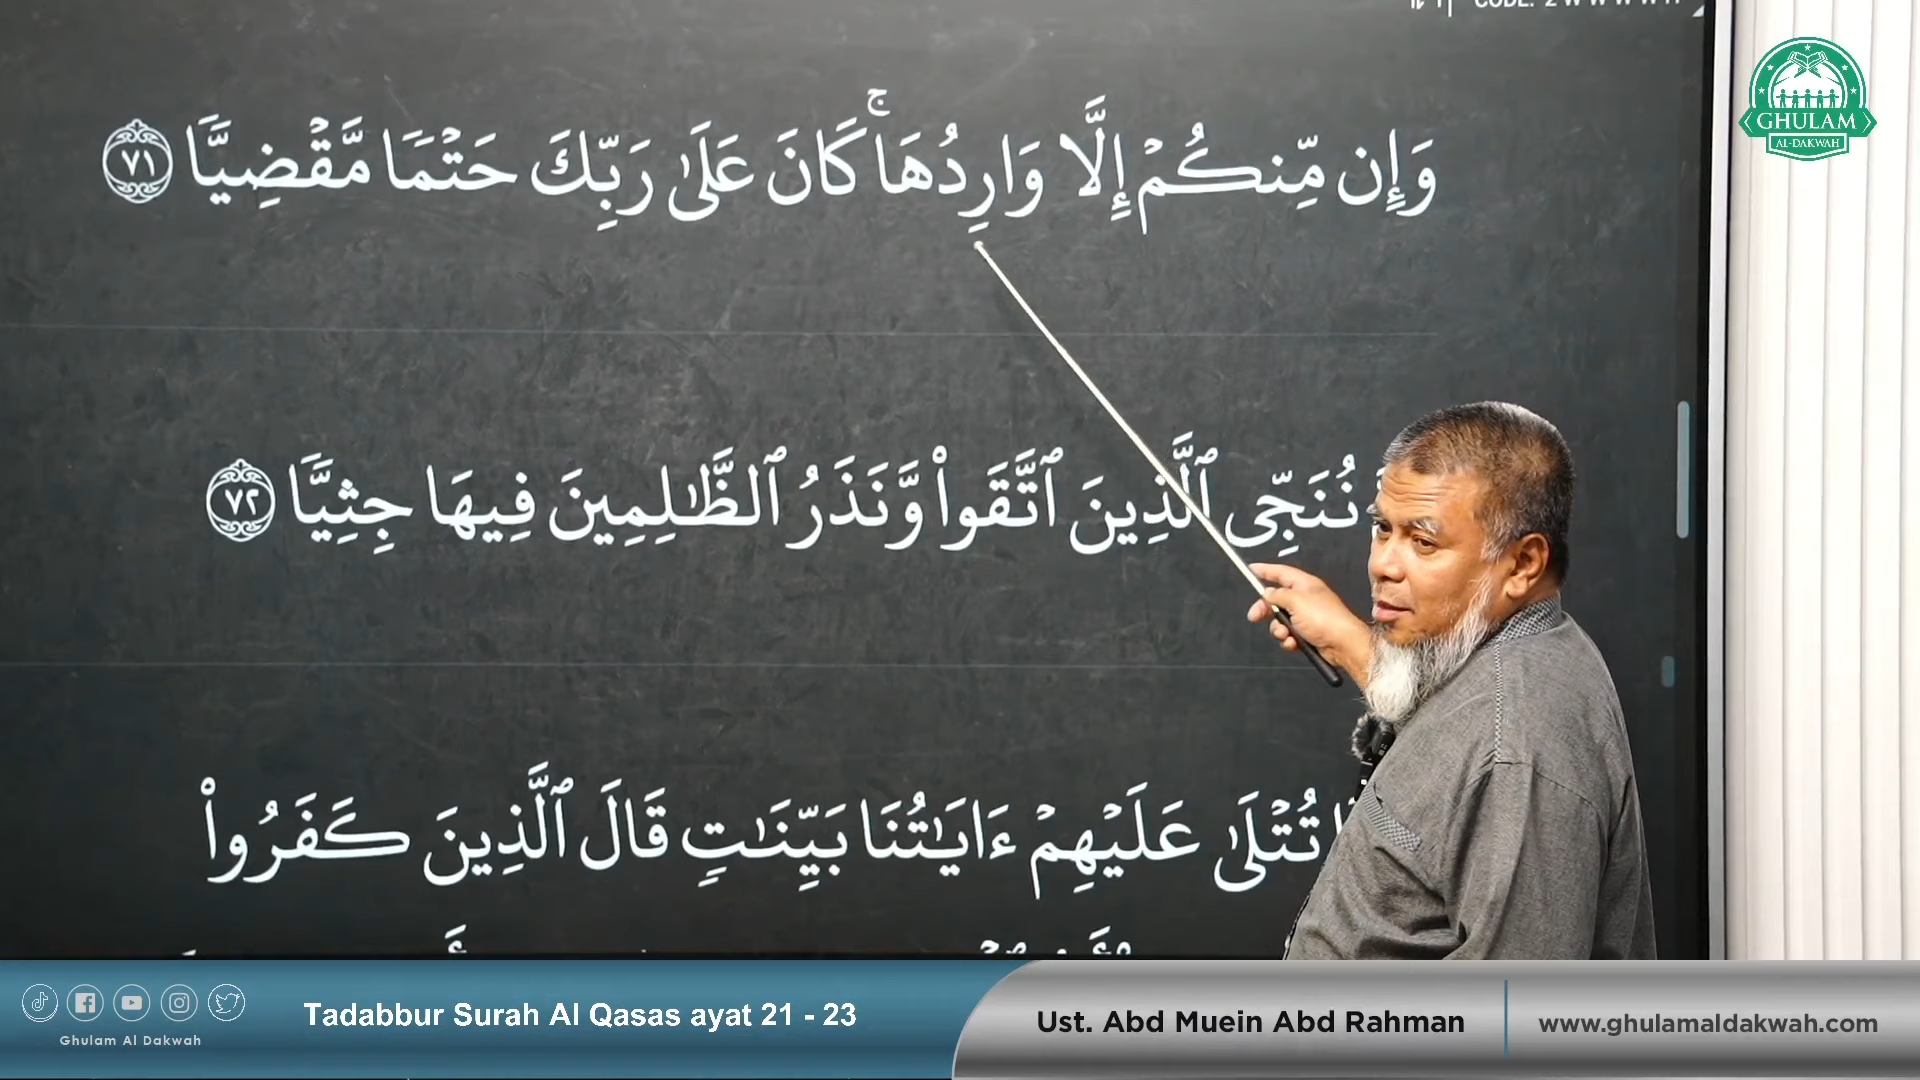 CODE: 2 W W W W H
GHULAM
AL-DAKWAH
وَإِن مِّنكُمْ إِلَّا وَارِدُهَا ۚ كَانَ عَلَىٰ رَبِّكَ حَتْمًا مَّقْضِيًّا ٧١
نُنَجِّى ٱلَّذِينَ ٱتَّقَوا۟ وَّنَذَرُ ٱلظَّـٰلِمِينَ فِيهَا جِثِيًّا ٧٢
تُتْلَىٰ عَلَيْهِمْ ءَايَـٰتُنَا بَيِّنَـٰتٍ قَالَ ٱلَّذِينَ كَفَرُوا۟
Ghulam Al Dakwah
Tadabbur Surah Al Qasas ayat 21 - 23
Ust. Abd Muein Abd Rahman
www.ghulamaldakwah.com